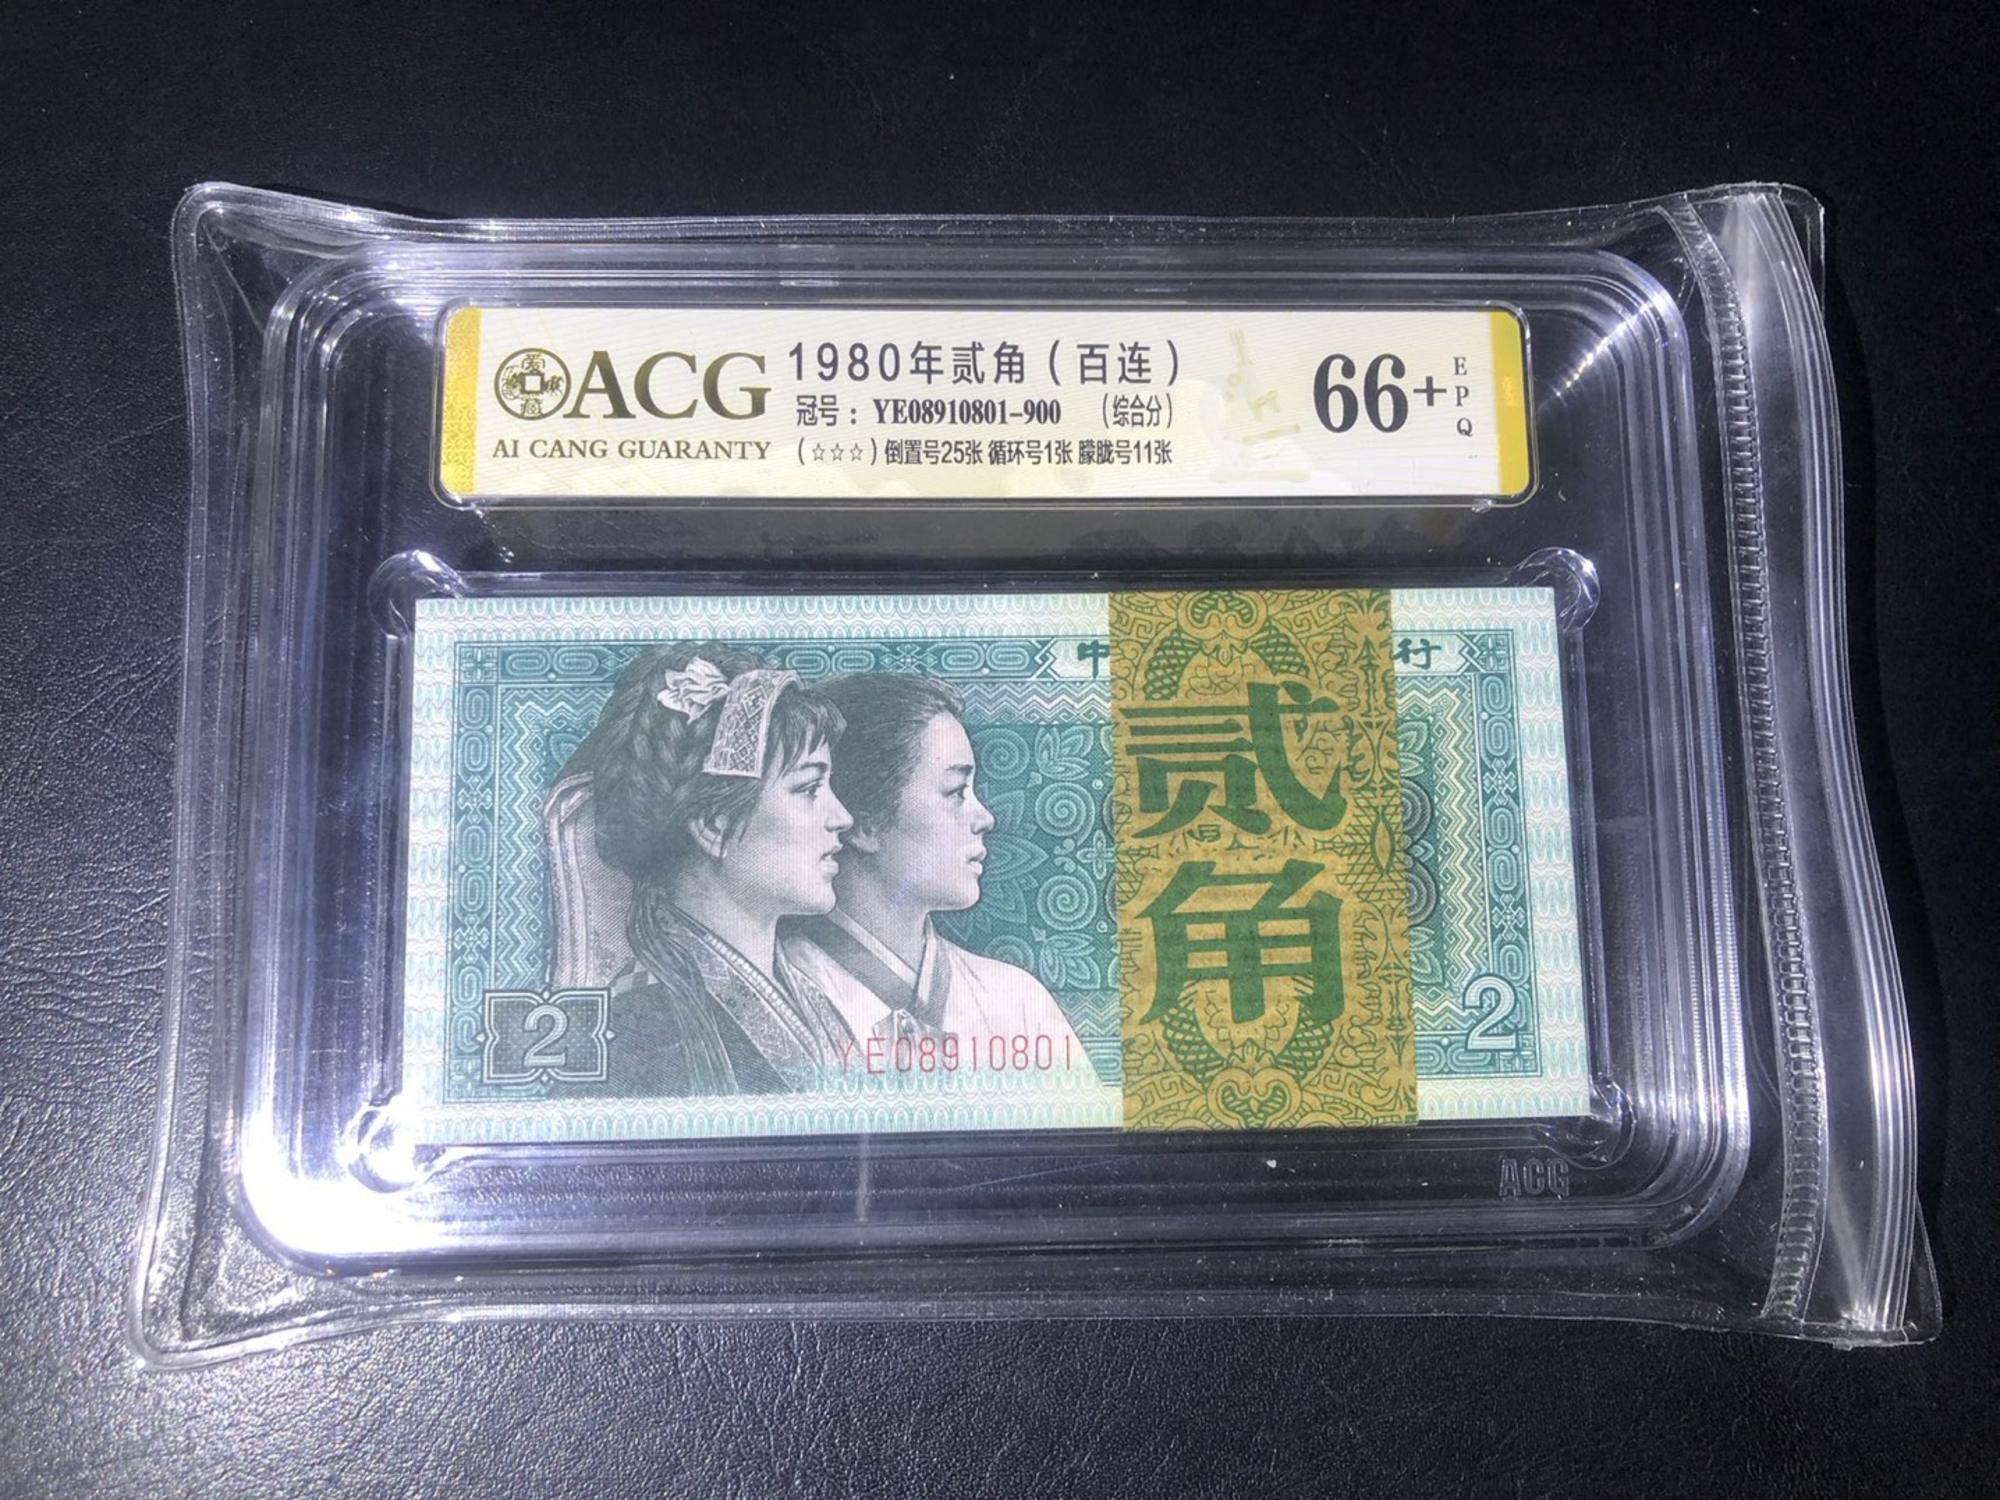 ACG
AI CANG GUARANTY
1980年贰角（百连）
冠号：YE08910801-900 （综合分）
（☆☆☆）倒置号25张 循环号1张 朦胧号11张
66+
EPQ
中
行
贰角
2
YE08910801
2
ACG